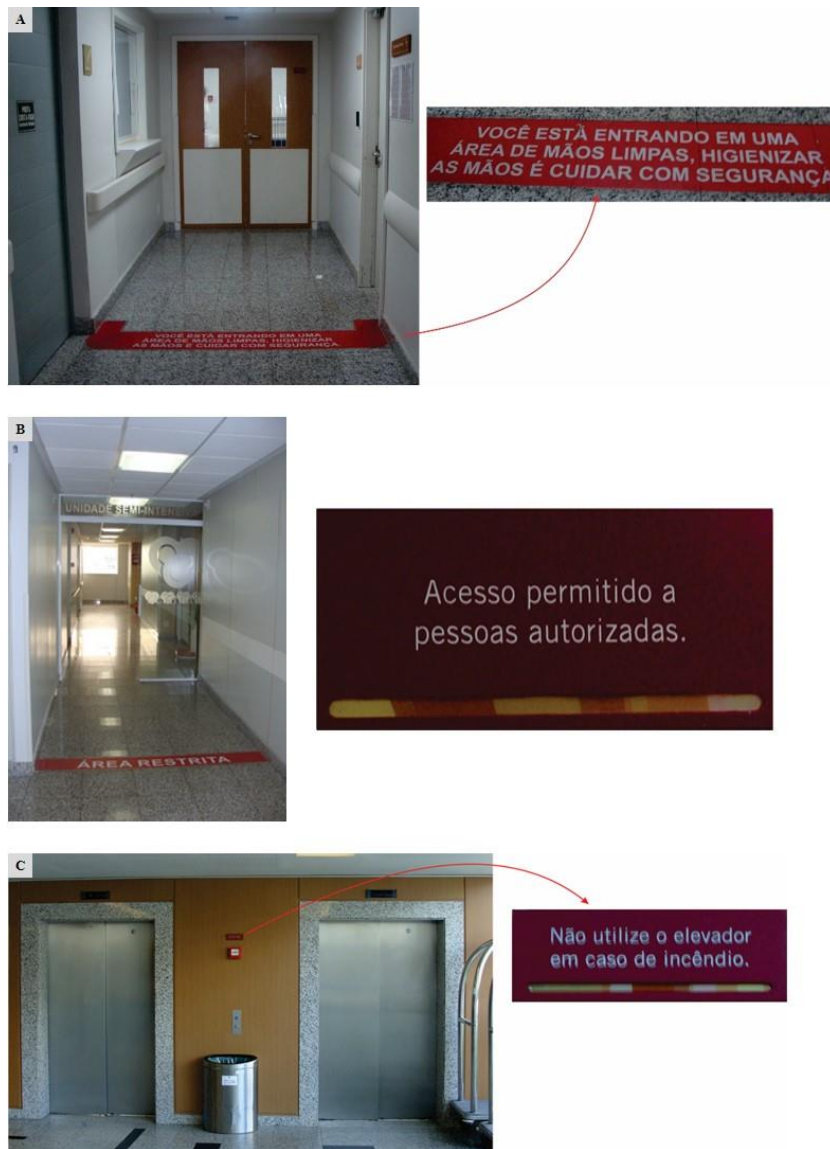 A
VOCÊ ESTÃ ENTRANDO EM UMA
ÁREA DE MÃOS LIMPAS, HIGIENIZAR
AS MÃOS É CUIDAR COM SEGURANÇA
VOCÊ ESTÁ ENTRANDO EM UMA
ÁREA DE MÃOS LIMPAS, HIGIENIZAR
AS MÃOS É CUIDAR COM SEGURANÇA
B
UNIDADE SEMI-INTENS
ÁREA RESTRITA
Acesso permitido a
pessoas autorizadas.
C
Não utilize o elevador
em caso de incêndio.